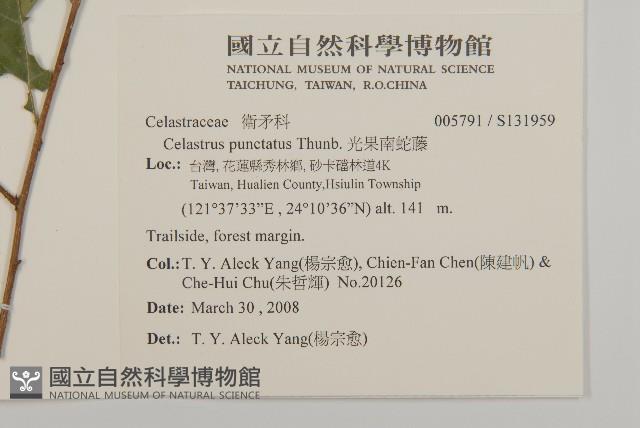 國立自然科學博物館
NATIONAL MUSEUM OF NATURAL SCIENCE
TAICHUNG, TAIWAN, R.O.CHINA
Celastraceae 衛矛科 005791 / S131959
Celastrus punctatus Thunb. 光果南蛇藤
Loc.: 台灣, 花蓮縣秀林鄉, 砂卡礑林道4K
Taiwan, Hualien County,Hsiulin Township
(121°37'33"E , 24°10'36"N) alt. 141 m.
Trailside, forest margin.
Col.: T. Y. Aleck Yang(楊宗愈), Chien-Fan Chen(陳建帆) &
Che-Hui Chu(朱哲輝) No.20126
Date: March 30 , 2008
Det.: T. Y. Aleck Yang(楊宗愈)
國立自然科學博物館
NATIONAL MUSEUM OF NATURAL SCIENCE